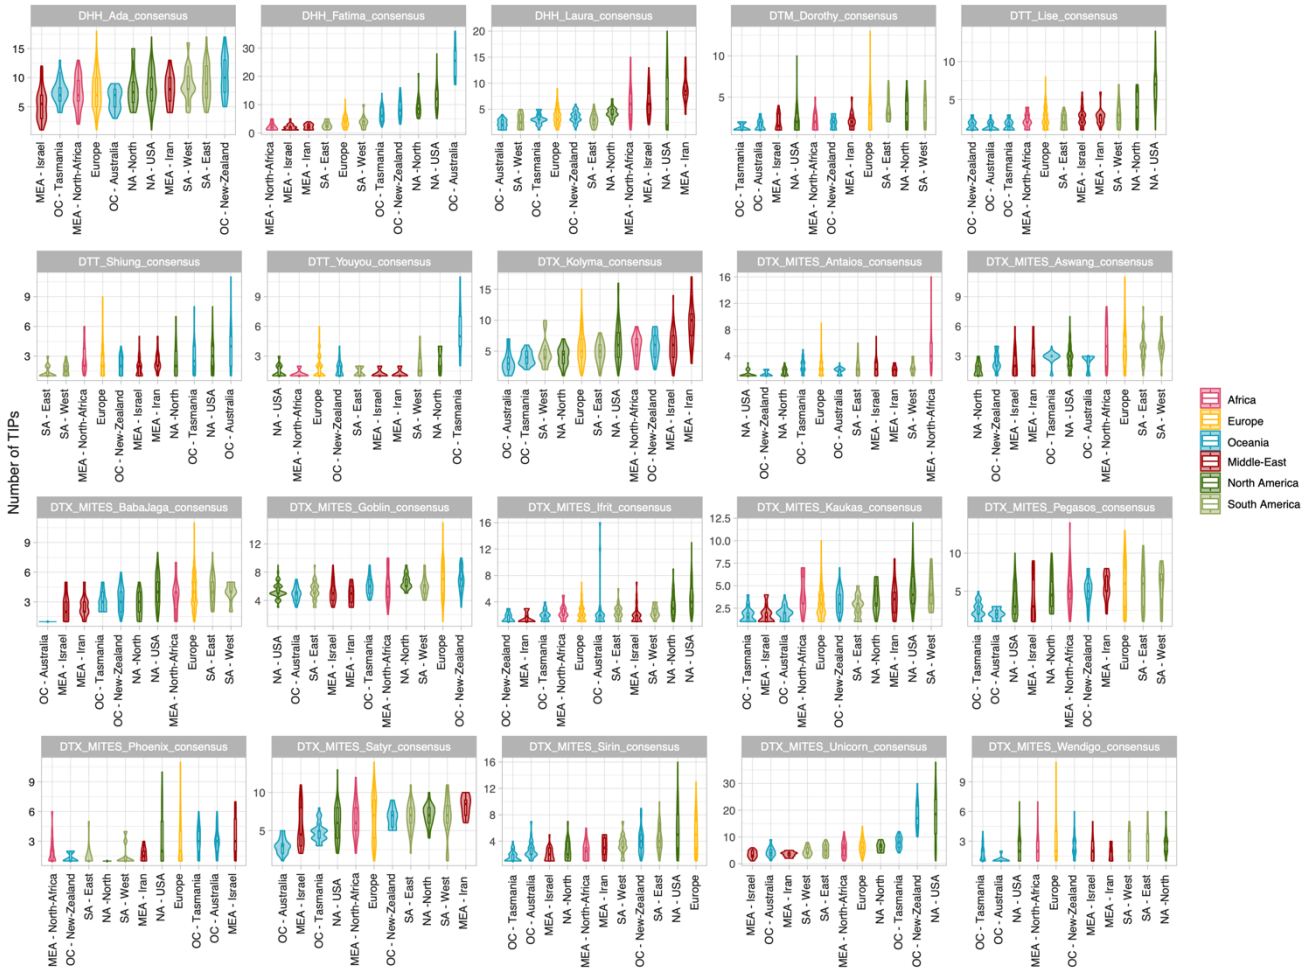 Number of TIPs
DHH_Ada_consensus
15
10
5
MEA - Israel
OC - Tasmania
MEA - North-Africa
Europe
OC - Australia
NA -North
NA - USA
MEA - Iran
SA - West
SA - East
OC - New-Zealand
DHH_Fatima_consensus
30
20
10
0
MEA - North-Africa
MEA - Israel
MEA - Iran
SA - East
Europe
SA - West
OC - Tasmania
OC - New-Zealand
NA -North
NA - USA
OC - Australia
DHH_Laura_consensus
20
15
10
5
OC - Australia
SA - West
OC - Tasmania
Europe
OC - New-Zealand
SA - East
NA -North
MEA - North-Africa
MEA - Israel
NA - USA
MEA - Iran
DTM_Dorothy_consensus
10
5
OC - Tasmania
OC - Australia
MEA - Israel
NA - USA
MEA - North-Africa
OC - New-Zealand
MEA - Iran
Europe
SA - East
NA -North
SA - West
DTT_Lise_consensus
10
5
OC - New-Zealand
OC - Australia
OC - Tasmania
MEA - North-Africa
Europe
SA - East
MEA - Israel
MEA - Iran
SA - West
NA -North
NA - USA
DTT_Shiung_consensus
9
6
3
SA - East
SA - West
MEA - North-Africa
Europe
OC - New-Zealand
MEA - Israel
MEA - Iran
NA -North
OC - Tasmania
NA - USA
OC - Australia
DTT_Youyou_consensus
9
6
3
NA - USA
MEA - North-Africa
Europe
OC - New-Zealand
SA - East
MEA - Israel
MEA - Iran
SA - West
NA -North
OC - Tasmania
DTX_Kolyma_consensus
15
10
5
OC - Australia
OC - Tasmania
SA - West
NA -North
Europe
SA - East
NA - USA
MEA - North-Africa
OC - New-Zealand
MEA - Israel
MEA - Iran
DTX_MITES_Antaios_consensus
16
12
8
4
NA - USA
OC - New-Zealand
NA -North
OC - Tasmania
Europe
OC - Australia
SA - East
MEA - Israel
MEA - Iran
SA - West
MEA - North-Africa
DTX_MITES_Aswang_consensus
9
6
3
NA -North
OC - New-Zealand
MEA - Israel
MEA - Iran
OC - Tasmania
NA - USA
OC - Australia
MEA - North-Africa
Europe
SA - East
SA - West
Africa
Europe
Oceania
Middle-East
North America
South America
DTX_MITES_BabaJaga_consensus
9
6
3
OC - Australia
MEA - Israel
MEA - Iran
OC - Tasmania
OC - New-Zealand
NA -North
NA - USA
MEA - North-Africa
Europe
SA - East
SA - West
DTX_MITES_Goblin_consensus
12
8
4
NA - USA
OC - Australia
SA - East
MEA - Israel
MEA - Iran
OC - Tasmania
MEA - North-Africa
NA -North
SA - West
Europe
OC - New-Zealand
DTX_MITES_Ifrit_consensus
16
12
8
4
OC - New-Zealand
MEA - Iran
OC - Tasmania
MEA - North-Africa
Europe
OC - Australia
SA - East
MEA - Israel
SA - West
NA -North
NA - USA
DTX_MITES_Kaukas_consensus
12.5
10.0
7.5
5.0
2.5
OC - Tasmania
MEA - Israel
OC - Australia
MEA - North-Africa
Europe
OC - New-Zealand
SA - East
NA -North
MEA - Iran
NA - USA
SA - West
DTX_MITES_Pegasos_consensus
10
5
OC - Tasmania
OC - Australia
NA - USA
MEA - Israel
NA -North
MEA - North-Africa
OC - New-Zealand
MEA - Iran
Europe
SA - East
SA - West
DTX_MITES_Phoenix_consensus
9
6
3
MEA - North-Africa
OC - New-Zealand
SA - East
NA -North
SA - West
MEA - Iran
NA - USA
Europe
OC - Tasmania
OC - Australia
MEA - Israel
DTX_MITES_Satyr_consensus
10
5
OC - Australia
MEA - Israel
OC - Tasmania
NA - USA
MEA - North-Africa
Europe
OC - New-Zealand
SA - East
NA -North
SA - West
MEA - Iran
DTX_MITES_Sirin_consensus
16
12
8
4
OC - Tasmania
OC - Australia
MEA - Israel
NA -North
MEA - North-Africa
MEA - Iran
SA - West
OC - New-Zealand
SA - East
NA - USA
Europe
DTX_MITES_Unicorn_consensus
30
20
10
0
MEA - Israel
OC - Australia
MEA - Iran
SA - West
SA - East
MEA - North-Africa
Europe
NA -North
OC - Tasmania
OC - New-Zealand
NA - USA
DTX_MITES_Wendigo_consensus
9
6
3
OC - Tasmania
OC - Australia
NA - USA
MEA - North-Africa
Europe
OC - New-Zealand
MEA - Israel
MEA - Iran
SA - West
SA - East
NA -North